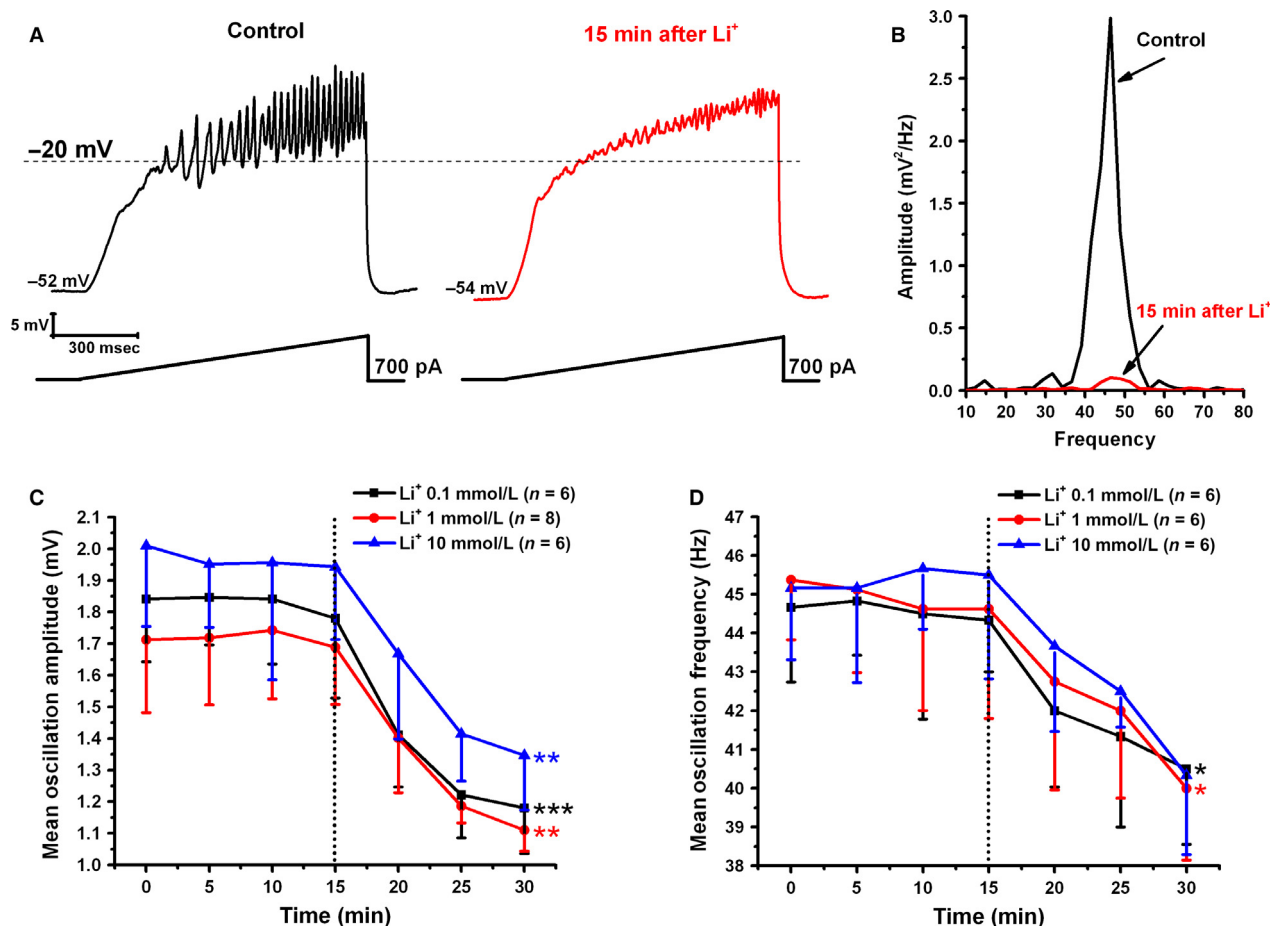 A
Control
15 min after Li⁺
–20 mV
–52 mV
–54 mV
5 mV
300 msec
700 pA
700 pA
B
Amplitude (mV²/Hz)
3.0
2.5
2.0
1.5
1.0
0.5
0.0
Control
15 min after Li⁺
10 20 30 40 50 60 70 80
Frequency
C
Li⁺ 0.1 mmol/L (n = 6)
Li⁺ 1 mmol/L (n = 8)
Li⁺ 10 mmol/L (n = 6)
Mean oscillation amplitude (mV)
2.1
2.0
1.9
1.8
1.7
1.6
1.5
1.4
1.3
1.2
1.1
1.0
**
***
**
0 5 10 15 20 25 30
Time (min)
D
Li⁺ 0.1 mmol/L (n = 6)
Li⁺ 1 mmol/L (n = 6)
Li⁺ 10 mmol/L (n = 6)
Mean oscillation frequency (Hz)
47
46
45
44
43
42
41
40
39
38
*
*
0 5 10 15 20 25 30
Time (min)